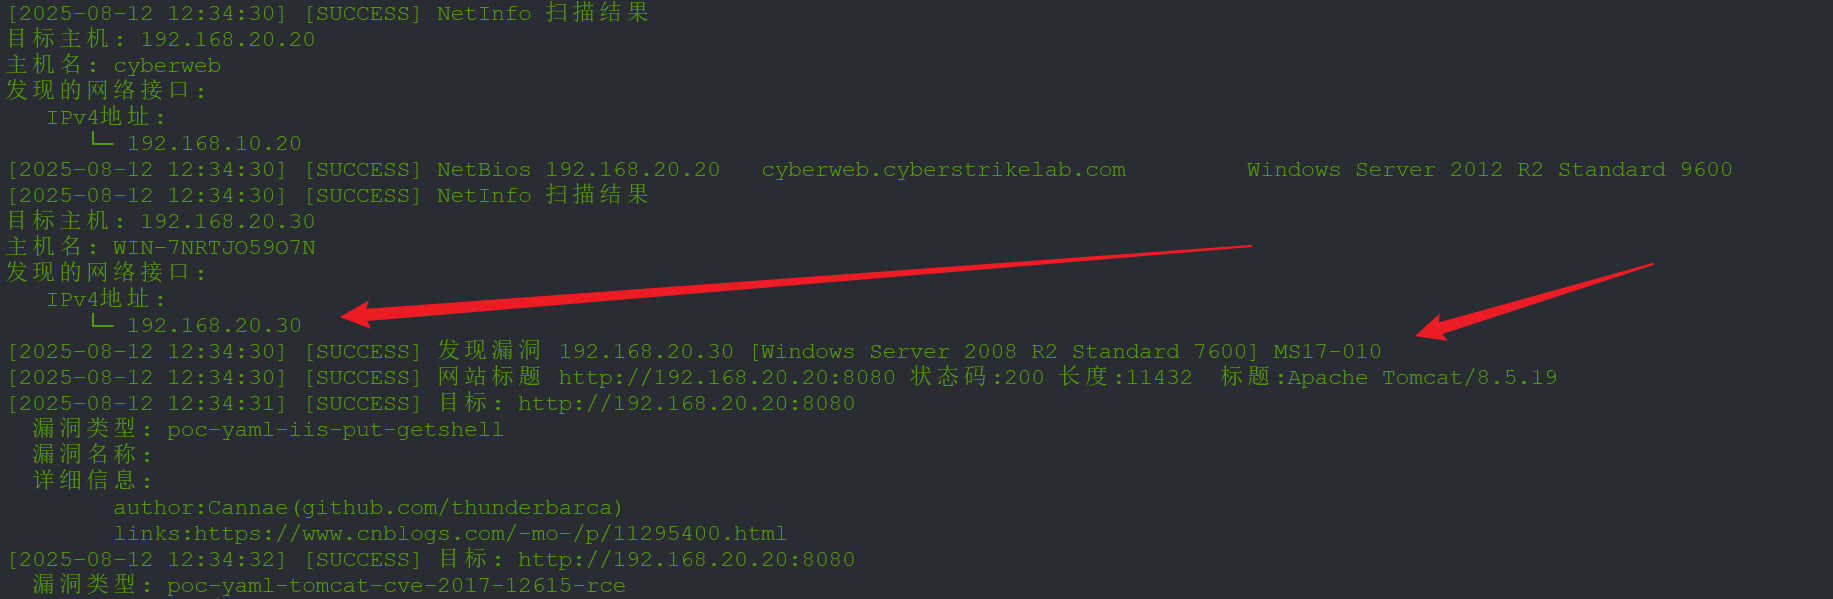 [2025-08-12 12:34:30] [SUCCESS] NetInfo 扫描结果
目标主机: 192.168.20.20
主机名: cyberweb
发现的网络接口:
   IPv4地址:
      └─ 192.168.10.20
[2025-08-12 12:34:30] [SUCCESS] NetBios 192.168.20.20   cyberweb.cyberstrikelab.com         Windows Server 2012 R2 Standard 9600
[2025-08-12 12:34:30] [SUCCESS] NetInfo 扫描结果
目标主机: 192.168.20.30
主机名: WIN-7NRTJO59O7N
发现的网络接口:
   IPv4地址:
      └─ 192.168.20.30
[2025-08-12 12:34:30] [SUCCESS] 发现漏洞 192.168.20.30 [Windows Server 2008 R2 Standard 7600] MS17-010
[2025-08-12 12:34:30] [SUCCESS] 网站标题 http://192.168.20.20:8080 状态码:200 长度:11432  标题:Apache Tomcat/8.5.19
[2025-08-12 12:34:31] [SUCCESS] 目标: http://192.168.20.20:8080
  漏洞类型: poc-yaml-iis-put-getshell
  漏洞名称:
  详细信息:
        author:Cannae(github.com/thunderbarca)
        links:https://www.cnblogs.com/-mo-/p/11295400.html
[2025-08-12 12:34:32] [SUCCESS] 目标: http://192.168.20.20:8080
  漏洞类型: poc-yaml-tomcat-cve-2017-12615-rce